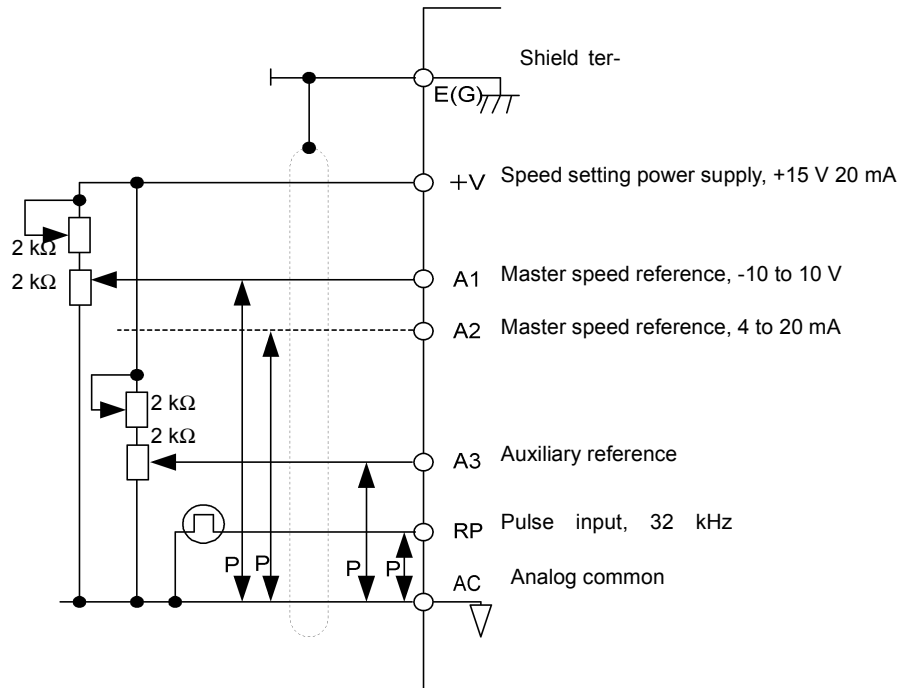 Shield ter-
E(G)
+V Speed setting power supply, +15 V 20 mA
2 kΩ
2 kΩ
A1 Master speed reference, -10 to 10 V
A2 Master speed reference, 4 to 20 mA
2 kΩ
2 kΩ
A3 Auxiliary reference
RP Pulse input, 32 kHz
P P P P
AC Analog common